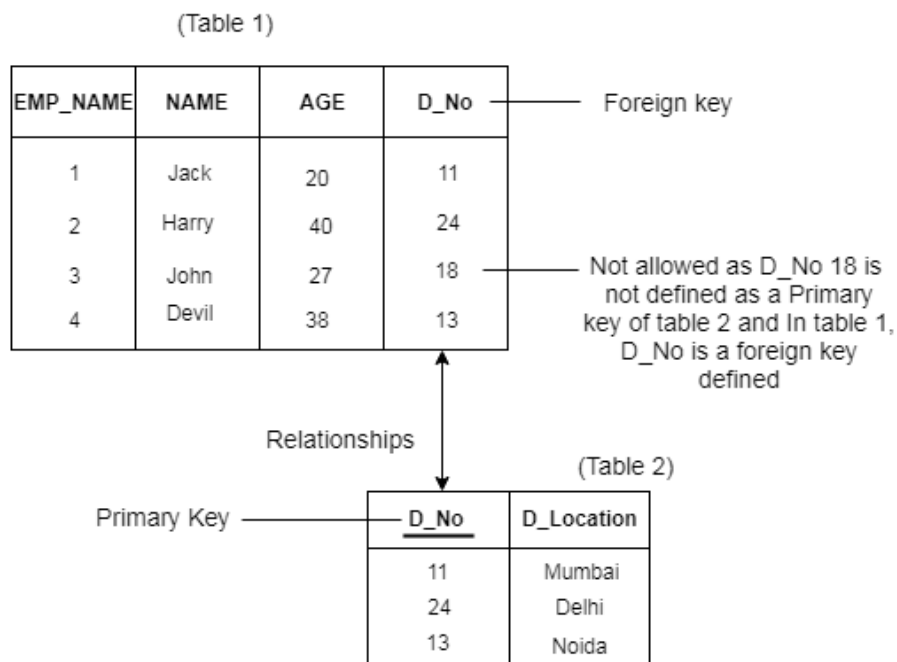 (Table 1)
EMP_NAME NAME AGE D_No Foreign key
1 Jack 20 11
2 Harry 40 24
3 John 27 18
4 Devil 38 13
Not allowed as D_No 18 is
not defined as a Primary
key of table 2 and In table 1,
D_No is a foreign key
defined
Relationships
(Table 2)
Primary Key D_No D_Location
11 Mumbai
24 Delhi
13 Noida